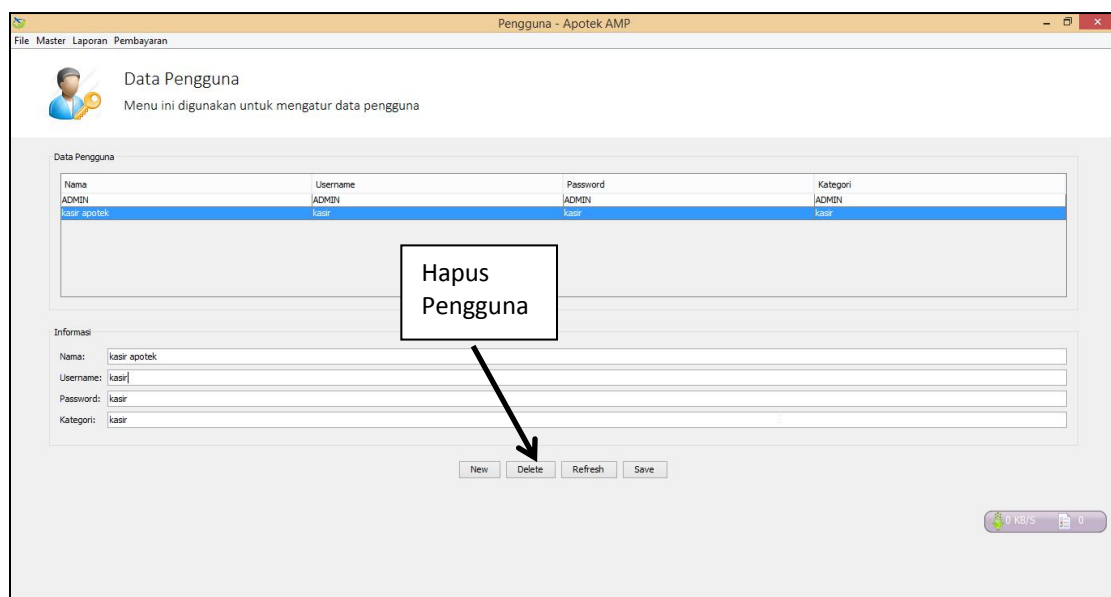 Pengguna - Apotek AMP
File Master Laporan Pembayaran
Data Pengguna
Menu ini digunakan untuk mengatur data pengguna
Data Pengguna
Nama Username Password Kategori
ADMIN ADMIN ADMIN ADMIN
kasir apotek kasir kasir kasir
Hapus
Pengguna
Informasi
Nama: kasir apotek
Username: kasir
Password: kasir
Kategori: kasir
New Delete Refresh Save
0 KB/S 0